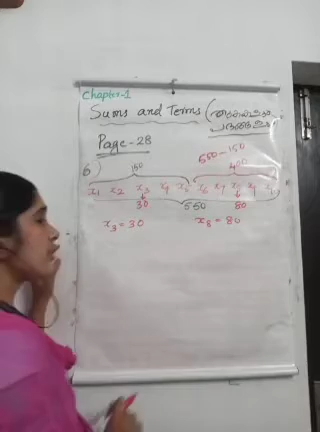 Chapter-1
Sums and Terms (
Page-28
550-150
6) 150 400
x₁ x₂ x₃ x₄ x₅ x₆ x₇ x₈ x₉
30 550 80
x₃=30 x₈=80